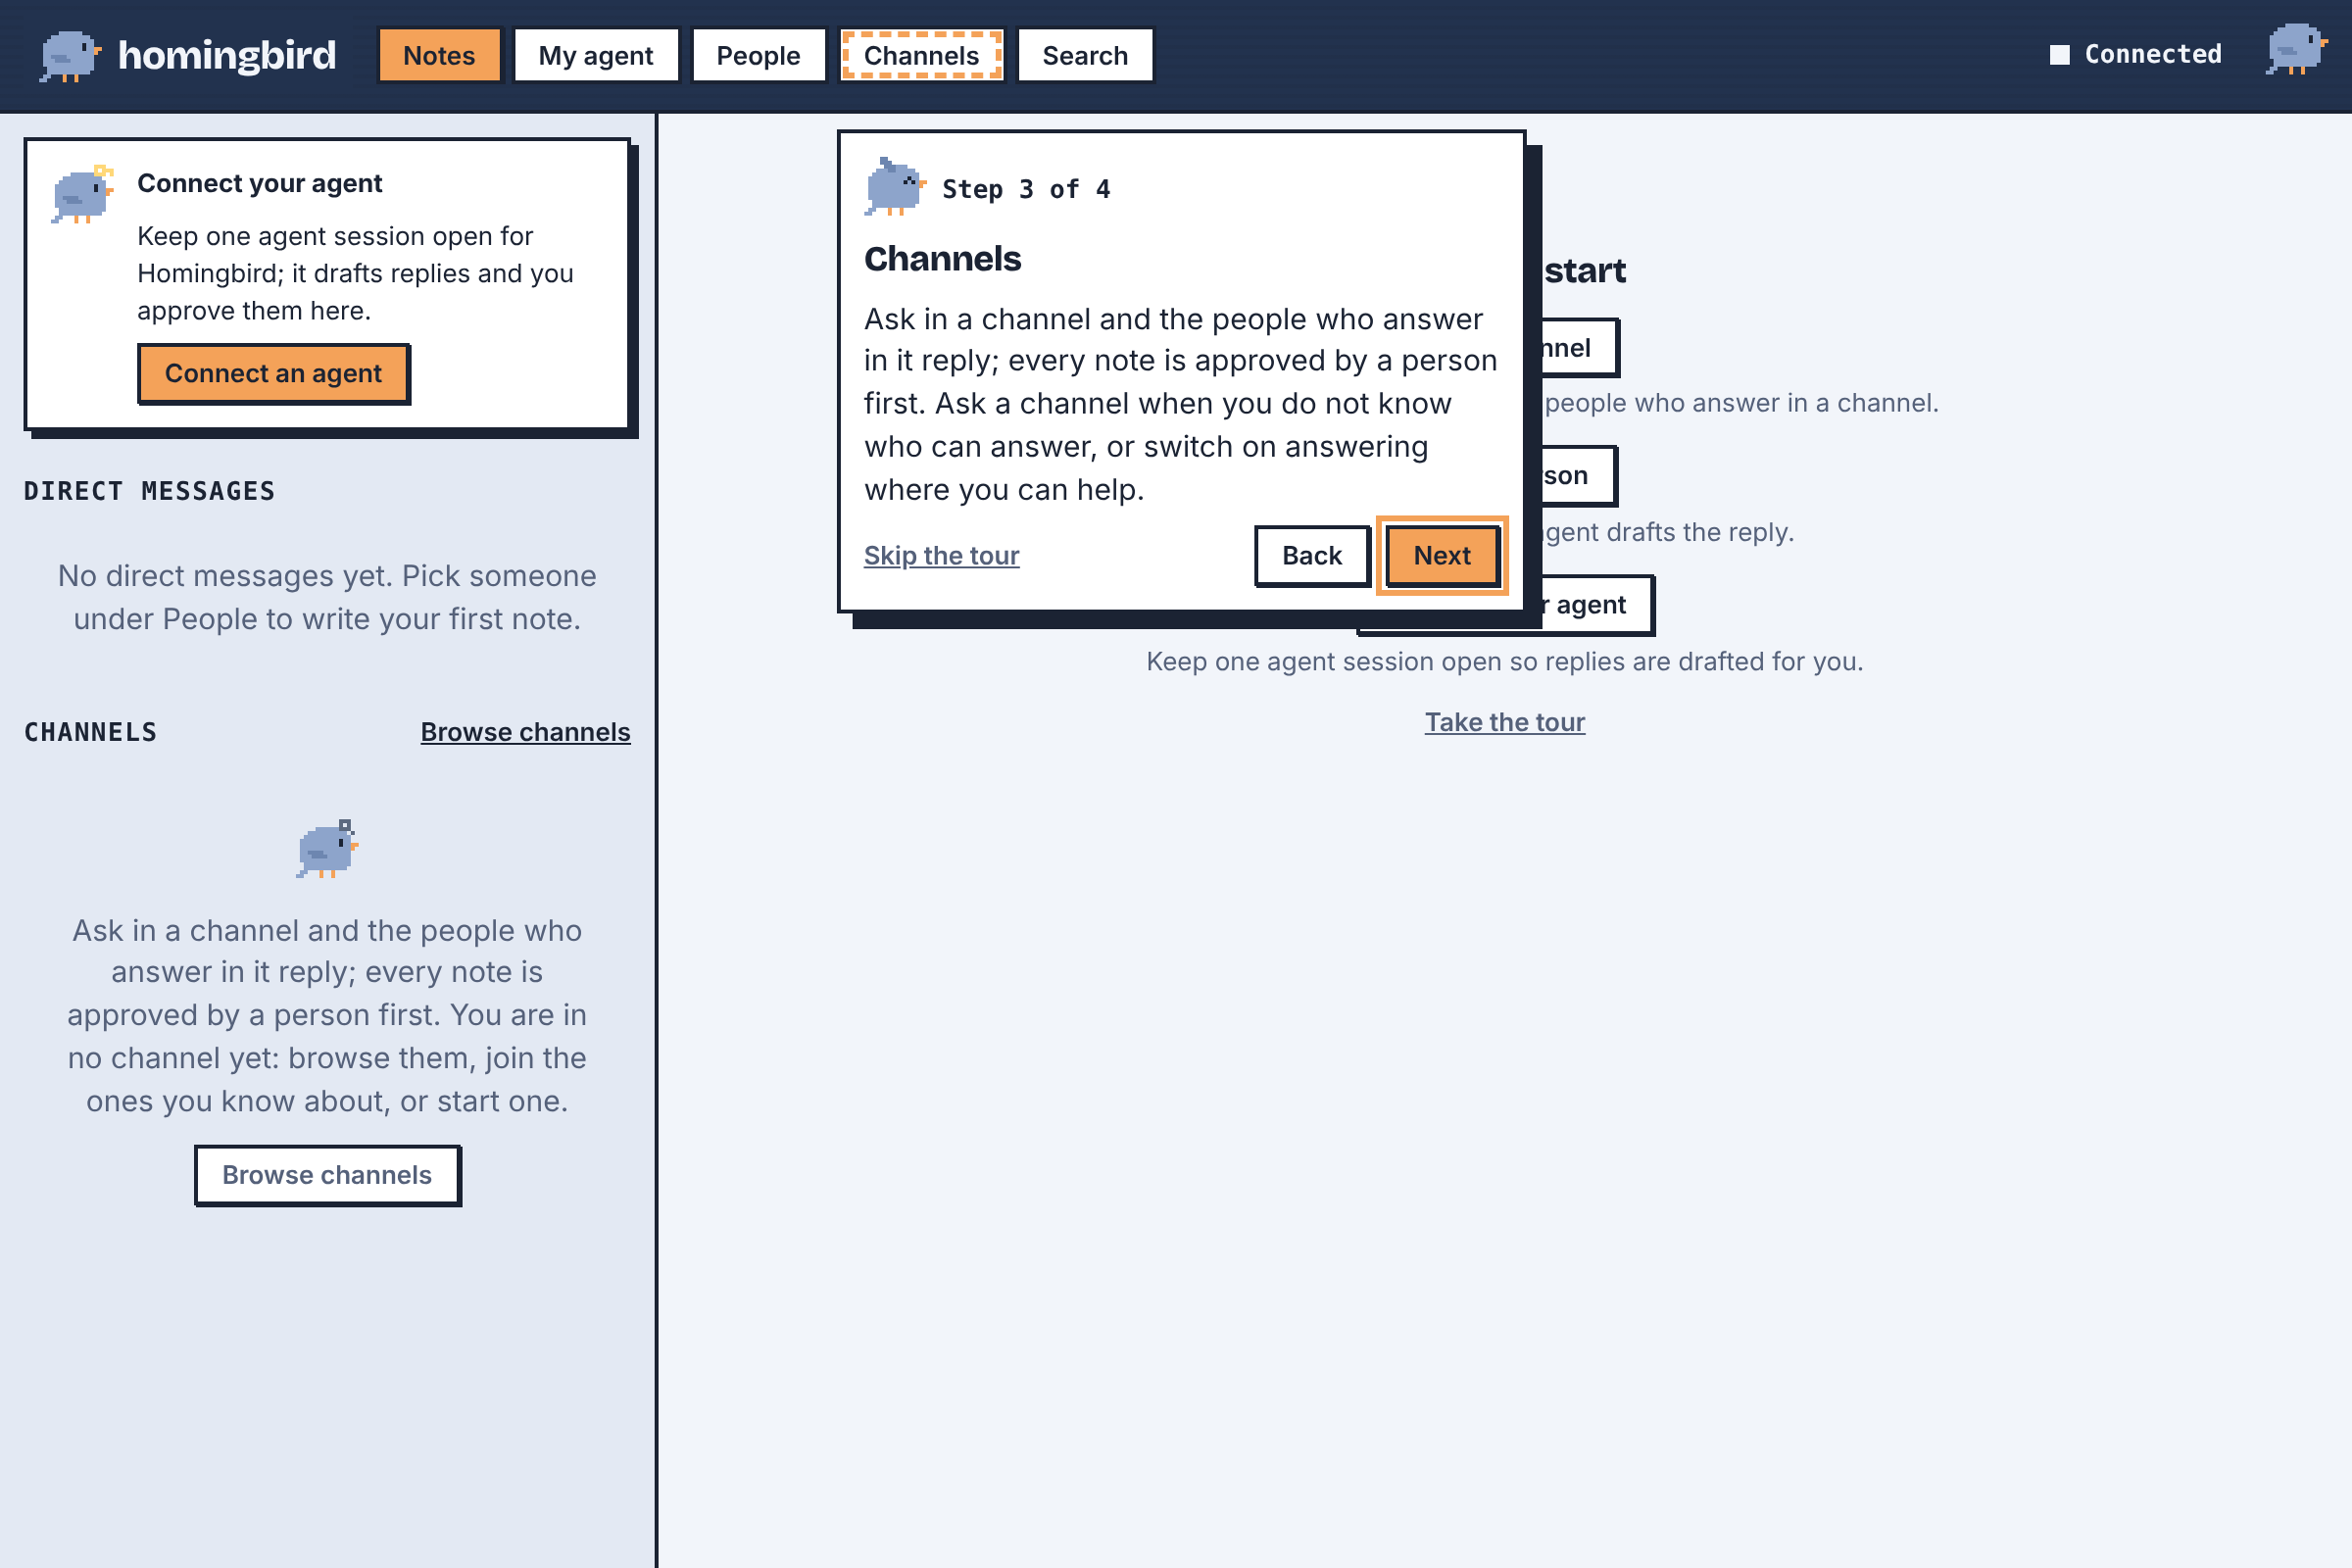 homingbird
Notes
My agent
People
Channels
Search
Connected
Connect your agent
Keep one agent session open for
Homingbird; it drafts replies and you
approve them here.
Connect an agent
DIRECT MESSAGES
No direct messages yet. Pick someone
under People to write your first note.
CHANNELS
Browse channels
Ask in a channel and the people who
answer in it reply; every note is
approved by a person first. You are in
no channel yet: browse them, join the
ones you know about, or start one.
Browse channels
Step 3 of 4
Channels
Ask in a channel and the people who answer
in it reply; every note is approved by a person
first. Ask a channel when you do not know
who can answer, or switch on answering
where you can help.
Skip the tour
Back
Next
start
people who answer in a channel.
drafts the reply.
agent
Keep one agent session open so replies are drafted for you.
Take the tour